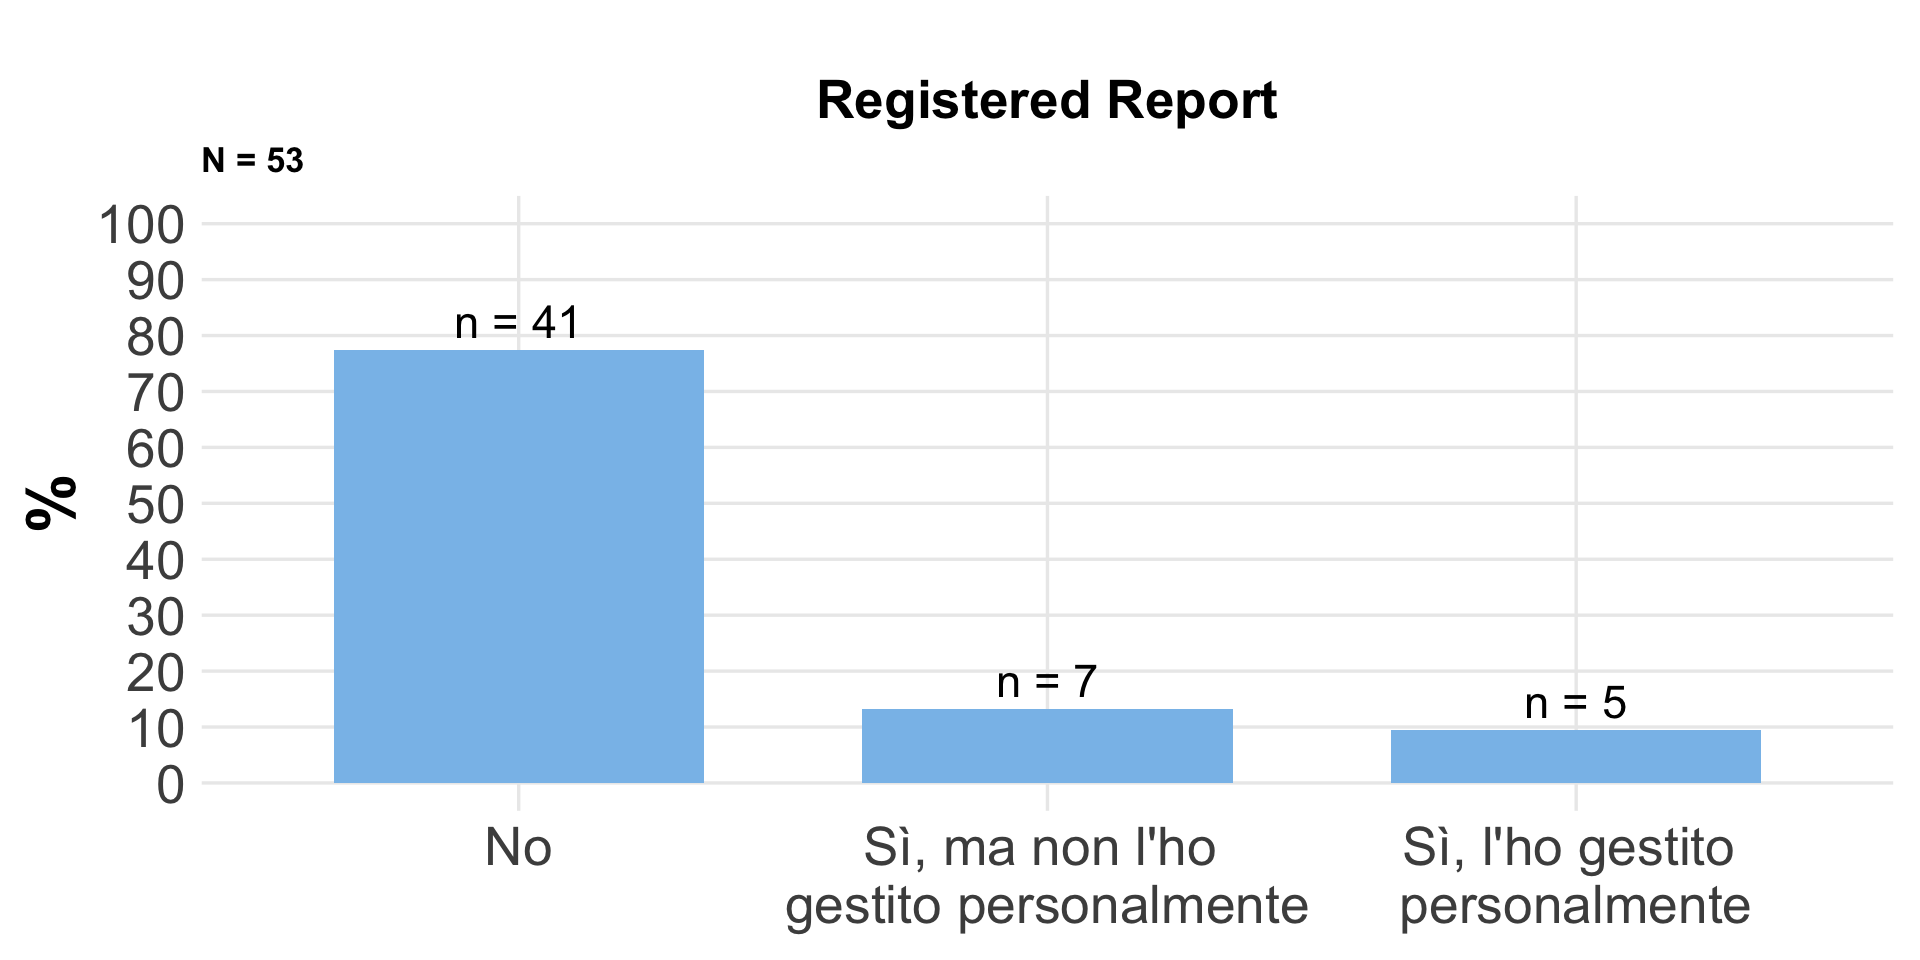 Registered Report
N = 53
%
100
90
80
70
60
50
40
30
20
10
0
n = 41
n = 7
n = 5
No
Sì, ma non l'ho
gestito personalmente
Sì, l'ho gestito
personalmente